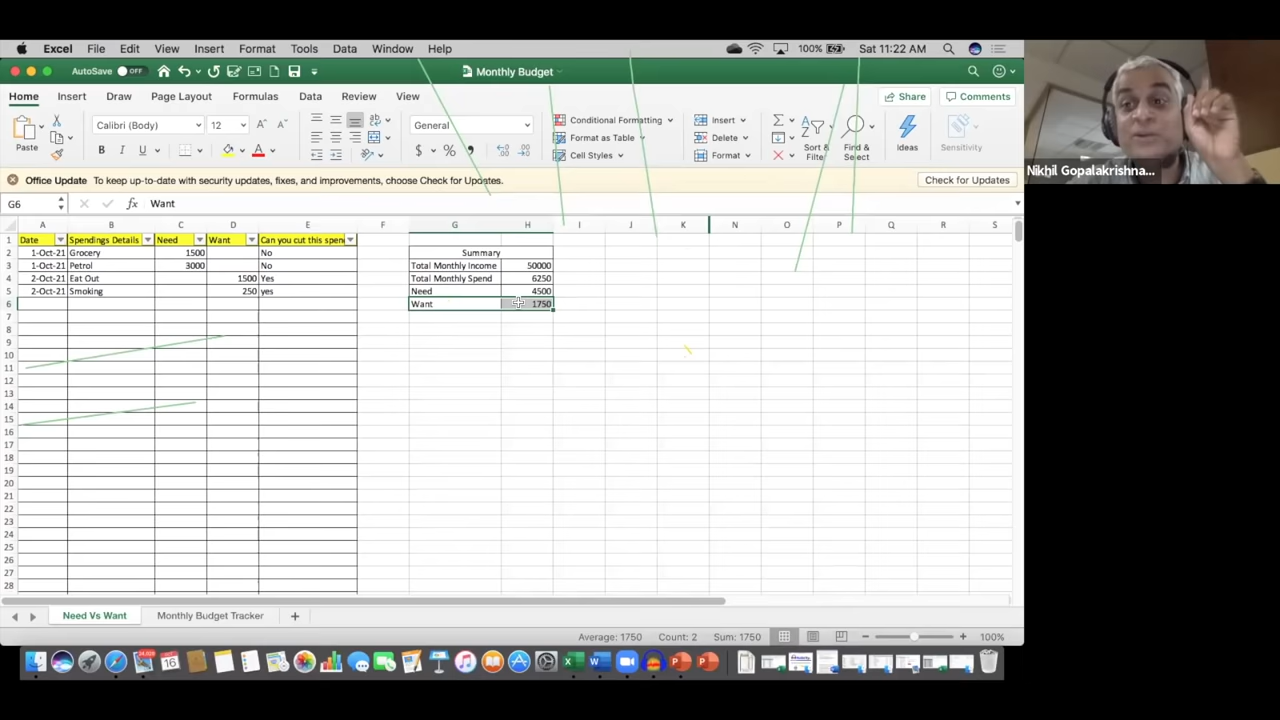 Excel File Edit View Insert Format Tools Data Window Help 100% Sat 11:22 AM
AutoSave OFF Monthly Budget
Home Insert Draw Page Layout Formulas Data Review View Share Comments
Paste Calibri (Body) 12 A^ Aˇ General Conditional Formatting Insert
B I U A $ % Format as Table Delete Sort & Filter Find & Select Ideas Sensitivity
Cell Styles Format
Office Update To keep up-to-date with security updates, fixes, and improvements, choose Check for Updates. Check for Updates
Nikhil Gopalakrishna...
G6 fx Want
A B C D E F G H I J K N O P Q R S
1 Date Spendings Details Need Want Can you cut this spen
2 1-Oct-21 Grocery 1500 No Summary
3 1-Oct-21 Petrol 3000 No Total Monthly Income 50000
4 2-Oct-21 Eat Out 1500 Yes Total Monthly Spend 6250
5 2-Oct-21 Smoking 250 yes Need 4500
6 Want 1750
7
8
9
10
11
12
13
14
15
16
17
18
19
20
21
22
23
24
25
26
27
28
Need Vs Want Monthly Budget Tracker +
Average: 1750 Count: 2 Sum: 1750 100%